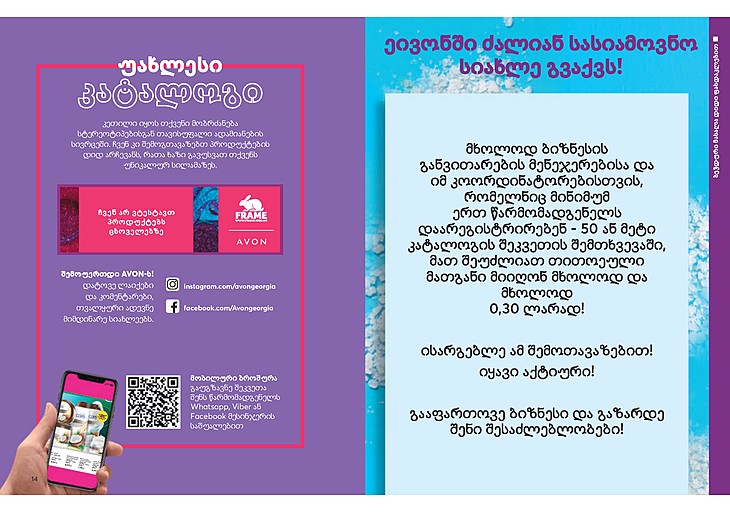 უახლესი
კატალოგი
კეთილი იყოს თქვენი მობრძანება
სტერეოტიპებისგან თავისუფალი ადამიანების
სივრცეში. ჩვენ კი შემოგთავაზებთ პროდუქტების
დიდ არჩევანს, რათა ხაზი გავუსვათ თქვენს
უნიკალურ სილამაზეს.
ჩვენ არ ვტესტავთ
პროდუქტებს
ცხოველებზე
FRAME
AVON
შემოუერთდი AVON-ს!
დატოვე ლაიქები
და კომენტარები,
თვალყური ადევნე
მიმდინარე სიახლეებს.
instagram.com/avongeorgia
facebook.com/Avongeorgia
მობილური ბროშურა
გაუგზავნე შეკვეთა
შენს წარმომადგენელს
Whatsapp, Viber ან
Facebook მესინჯერის
საშუალებით
14
ეივონში ძალიან სასიამოვნო
სიახლე გვაქვს!
მხოლოდ ბიზნესის
განვითარების მენეჯერებისა და
იმ კოორდინატორებისთვის,
რომელნიც მინიმუმ
ერთ წარმომადგენელს
დაარეგისტრირებენ - 50 ან მეტი
კატალოგის შეკვეთის შემთხვევაში,
მათ შეუძლიათ თითოეული
მათგანი მიიღონ მხოლოდ და
მხოლოდ
0,30 ლარად!
ისარგებლე ამ შემოთავაზებით!
იყავი აქტიური!
გააფართოვე ბიზნესი და გაზარდე
შენი შესაძლებლობები!